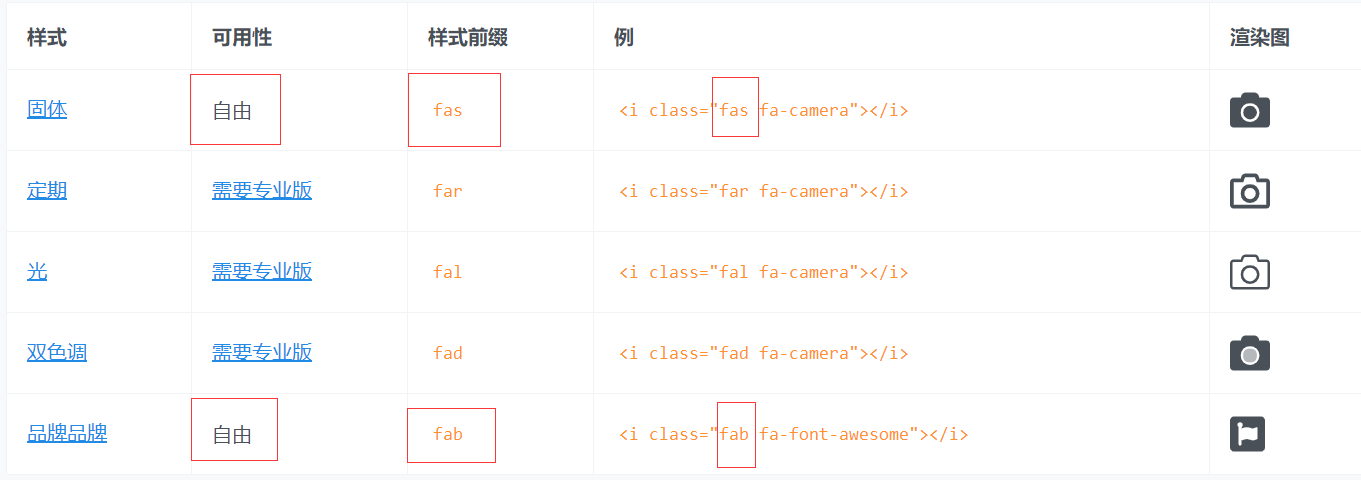 样式 可用性 样式前缀 例 渲染图
固体 自由 fas <i class="fas fa-camera"></i>
定期 需要专业版 far <i class="far fa-camera"></i>
光 需要专业版 fal <i class="fal fa-camera"></i>
双色调 需要专业版 fad <i class="fad fa-camera"></i>
品牌品牌 自由 fab <i class="fab fa-font-awesome"></i>